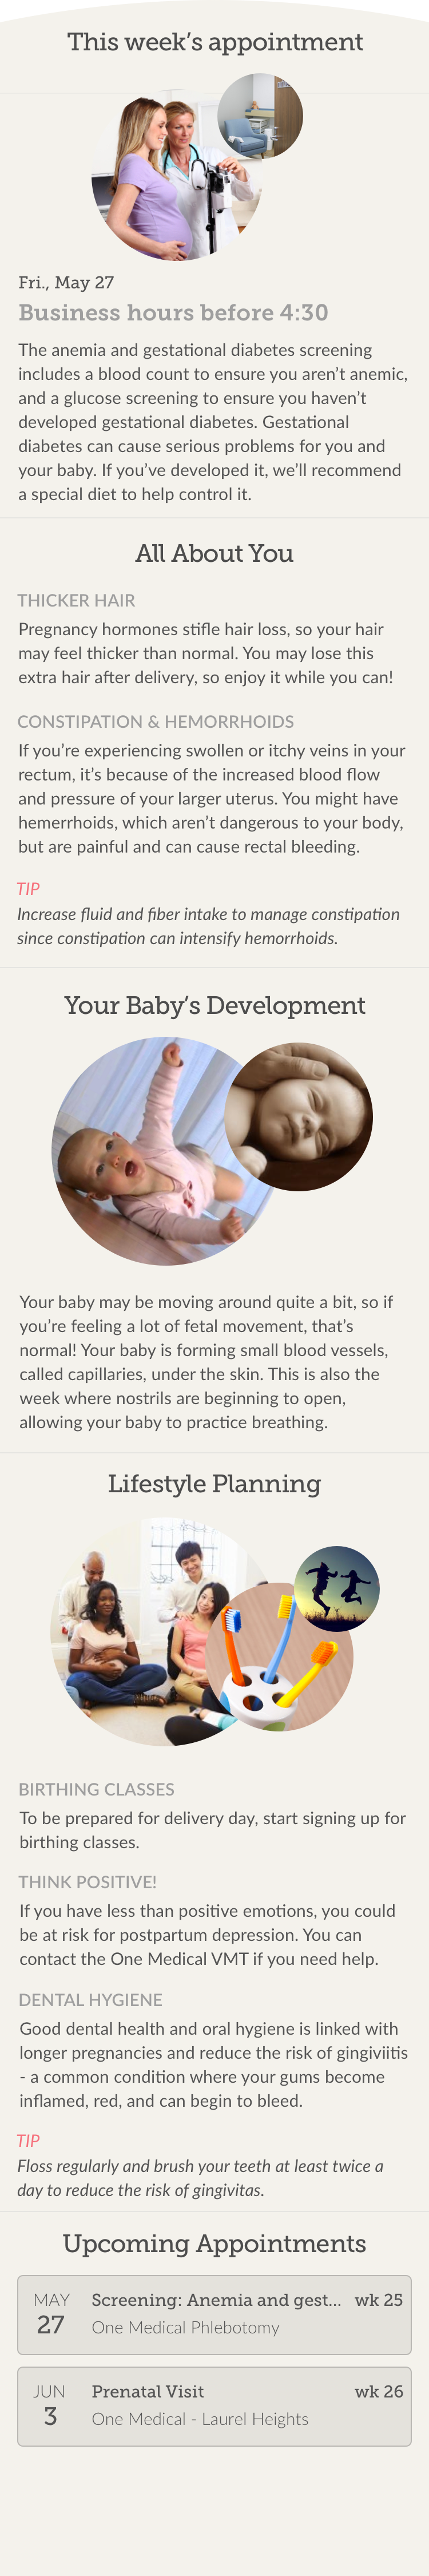 This week's appointment
Fri., May 27
Business hours before 4:30
The anemia and gestational diabetes screening
includes a blood count to ensure you aren't anemic,
and a glucose screening to ensure you haven't
developed gestational diabetes. Gestational
diabetes can cause serious problems for you and
your baby. If you've developed it, we'll recommend
a special diet to help control it.
All About You
THICKER HAIR
Pregnancy hormones stifle hair loss, so your hair
may feel thicker than normal. You may lose this
extra hair after delivery, so enjoy it while you can!
CONSTIPATION & HEMORRHOIDS
If you're experiencing swollen or itchy veins in your
rectum, it's because of the increased blood flow
and pressure of your larger uterus. You might have
hemerrhoids, which aren't dangerous to your body,
but are painful and can cause rectal bleeding.
TIP
Increase fluid and fiber intake to manage constipation
since constipation can intensify hemorrhoids.
Your Baby's Development
Your baby may be moving around quite a bit, so if
you're feeling a lot of fetal movement, that's
normal! Your baby is forming small blood vessels,
called capillaries, under the skin. This is also the
week where nostrils are beginning to open,
allowing your baby to practice breathing.
Lifestyle Planning
BIRTHING CLASSES
To be prepared for delivery day, start signing up for
birthing classes.
THINK POSITIVE!
If you have less than positive emotions, you could
be at risk for postpartum depression. You can
contact the One Medical VMT if you need help.
DENTAL HYGIENE
Good dental health and oral hygiene is linked with
longer pregnancies and reduce the risk of gingiviitis
- a common condition where your gums become
inflamed, red, and can begin to bleed.
TIP
Floss regularly and brush your teeth at least twice a
day to reduce the risk of gingivitas.
Upcoming Appointments
MAY 27
Screening: Anemia and gest... wk 25
One Medical Phlebotomy
JUN 3
Prenatal Visit wk 26
One Medical - Laurel Heights